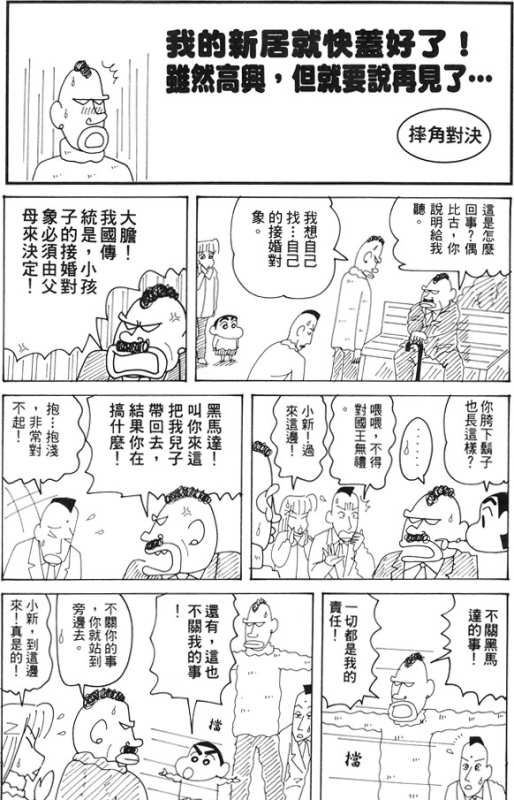 我的新居就快蓋好了!
雖然高興，但就要說再見了…
摔角對決
這是怎麼
回事?偶
比古，你
說明給我
聽。
我想自己
找…自己
的接婚對
象。
大膽!
我國傳
統是，小孩
子的接婚對
象必須由父
母來決定!
你胯下鬍子
也長這樣?
……
喂喂，不得
對國王無禮
。
小新!過
來這邊!
黑馬達!
叫你來這
把我兒子
帶回去，
結果你在
搞什麼!
抱…抱淺
，非常對
不起!
不關黑馬
達的事!
一切都是我的
責任!
擋
還有，這也
不關我的事
!
擋
不關你的事
，你就站到
旁邊去。
小新，到這邊
來!真是的!